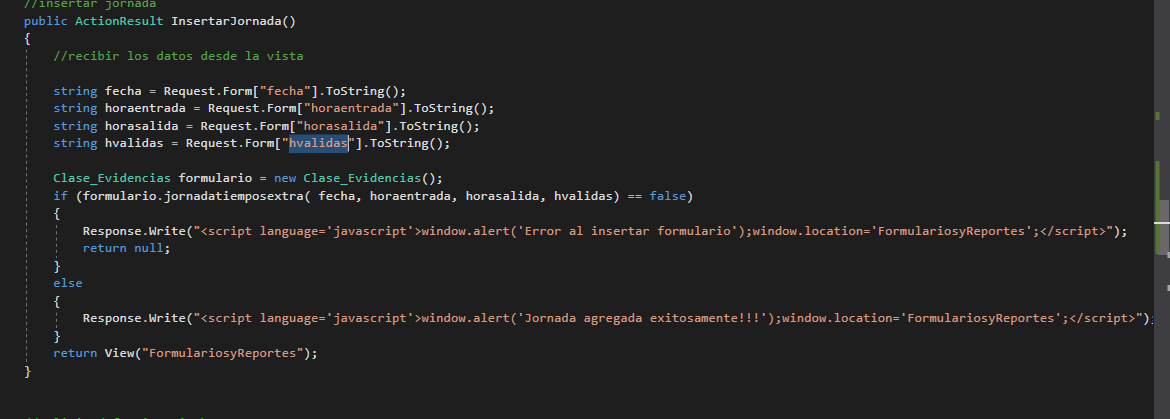 //insertar jornada
public ActionResult InsertarJornada()
{
//recibir los datos desde la vista
string fecha = Request.Form["fecha"].ToString();
string horaentrada = Request.Form["horaentrada"].ToString();
string horasalida = Request.Form["horasalida"].ToString();
string hvalidas = Request.Form["hvalidas"].ToString();
Clase_Evidencias formulario = new Clase_Evidencias();
if (formulario.jornadatiemposextra( fecha, horaentrada, horasalida, hvalidas) == false)
{
Response.Write("<script language='javascript'>window.alert('Error al insertar formulario');window.location='FormulariosyReportes';</script>");
return null;
}
else
{
Response.Write("<script language='javascript'>window.alert('Jornada agregada exitosamente!!!');window.location='FormulariosyReportes';</script>");
}
return View("FormulariosyReportes");
}